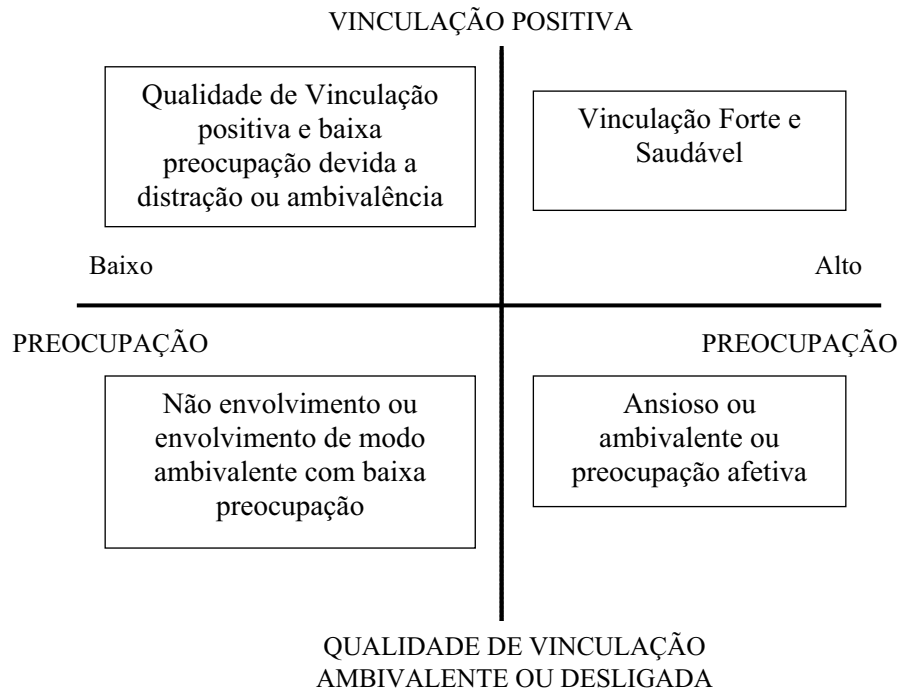 VINCULAÇÃO POSITIVA
Qualidade de Vinculação
positiva e baixa
preocupação devida a
distração ou ambivalência
Vinculação Forte e
Saudável
Baixo
Alto
PREOCUPAÇÃO
PREOCUPAÇÃO
Não envolvimento ou
envolvimento de modo
ambivalente com baixa
preocupação
Ansioso ou
ambivalente ou
preocupação afetiva
QUALIDADE DE VINCULAÇÃO
AMBIVALENTE OU DESLIGADA